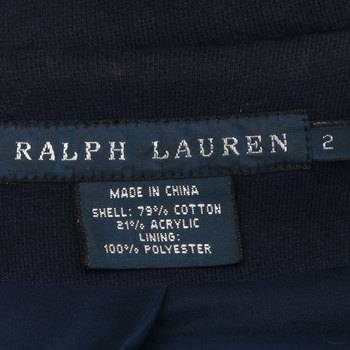 RALPH LAUREN 2
MADE IN CHINA
SHELL: 79% COTTON
21% ACRYLIC
LINING:
100% POLYESTER